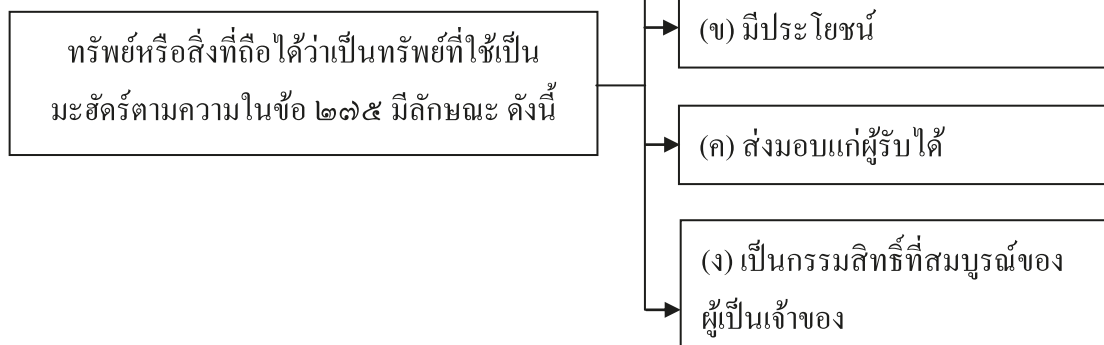 ทรัพย์หรือสิ่งที่ถือได้ว่าเป็นทรัพย์ที่ใช้เป็น
มะฮัดร์ตามความในข้อ ๒๗๕ มีลักษณะ ดังนี้
(ข) มีประโยชน์
(ค) ส่งมอบแก่ผู้รับได้
(ง) เป็นกรรมสิทธิ์ที่สมบูรณ์ของ
ผู้เป็นเจ้าของ